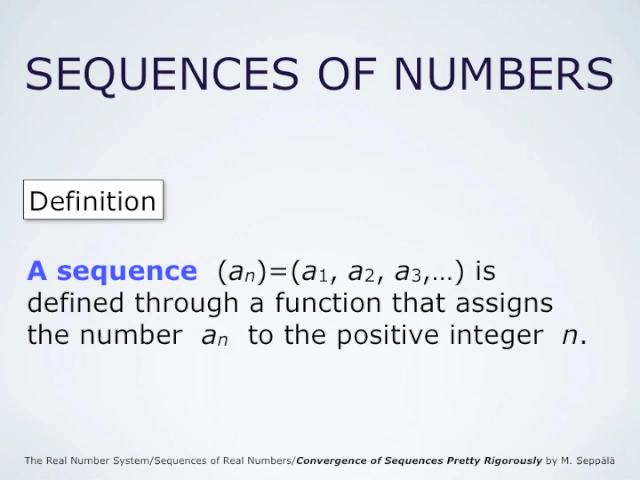 SEQUENCES OF NUMBERS
Definition
A sequence (aₙ)=(a₁, a₂, a₃,…) is
defined through a function that assigns
the number aₙ to the positive integer n.
The Real Number System/Sequences of Real Numbers/Convergence of Sequences Pretty Rigorously by M. Seppälä